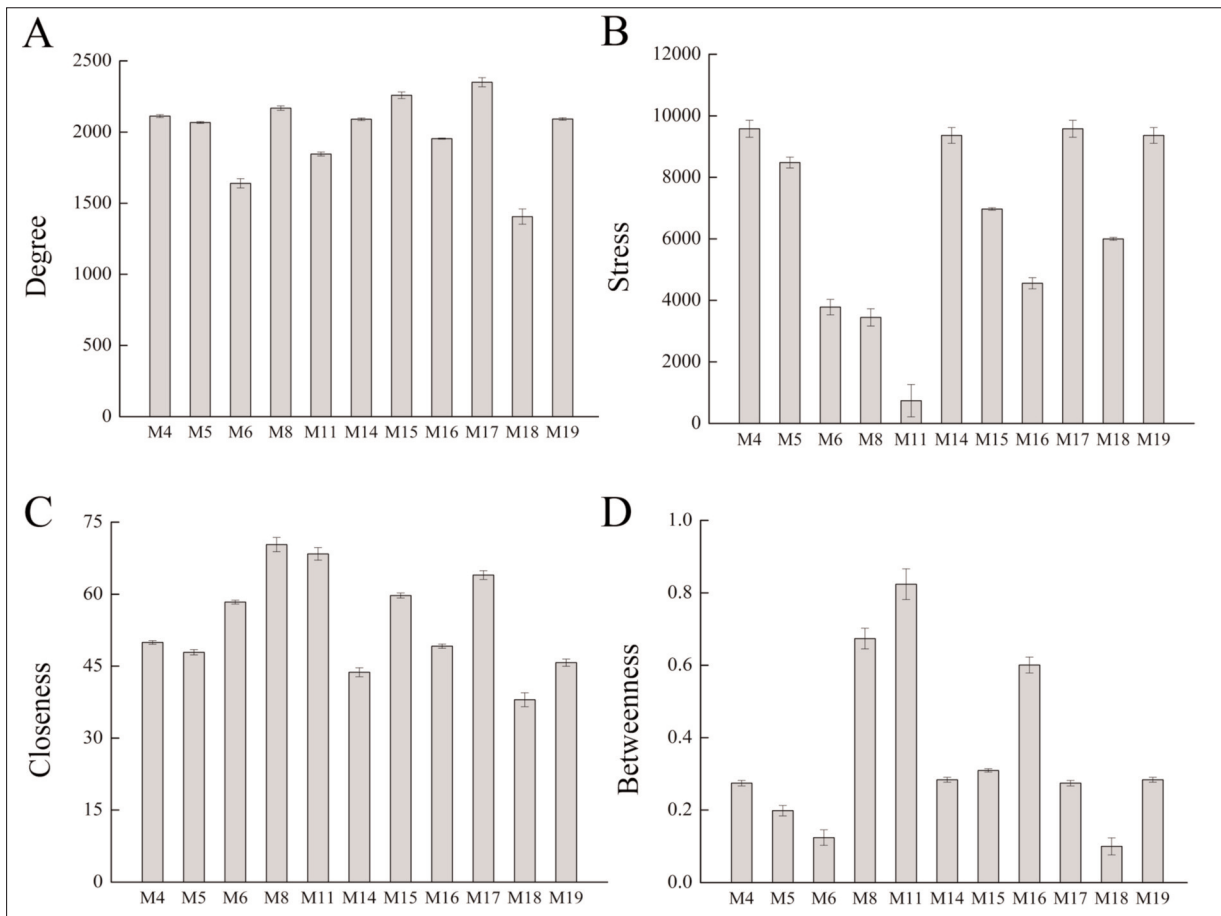 A
Degree
2500
2000
1500
1000
500
0
M4 M5 M6 M8 M11 M14 M15 M16 M17 M18 M19
B
Stress
12000
10000
8000
6000
4000
2000
0
M4 M5 M6 M8 M11 M14 M15 M16 M17 M18 M19
C
Closeness
75
60
45
30
15
0
M4 M5 M6 M8 M11 M14 M15 M16 M17 M18 M19
D
Betweenness
1.0
0.8
0.6
0.4
0.2
0.0
M4 M5 M6 M8 M11 M14 M15 M16 M17 M18 M19